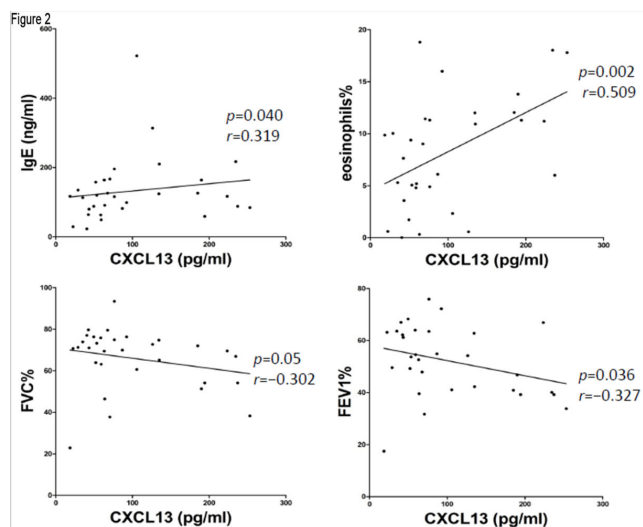 Figure 2
600
400
200
0
0
100
200
300
IgE (ng/ml)
CXCL13 (pg/ml)
p=0.040
r=0.319
20
15
10
5
0
0
100
200
300
eosinophils%
CXCL13 (pg/ml)
p=0.002
r=0.509
100
80
60
40
20
0
0
100
200
300
FVC%
CXCL13 (pg/ml)
p=0.05
r=−0.302
80
60
40
20
0
0
100
200
300
FEV1%
CXCL13 (pg/ml)
p=0.036
r=−0.327